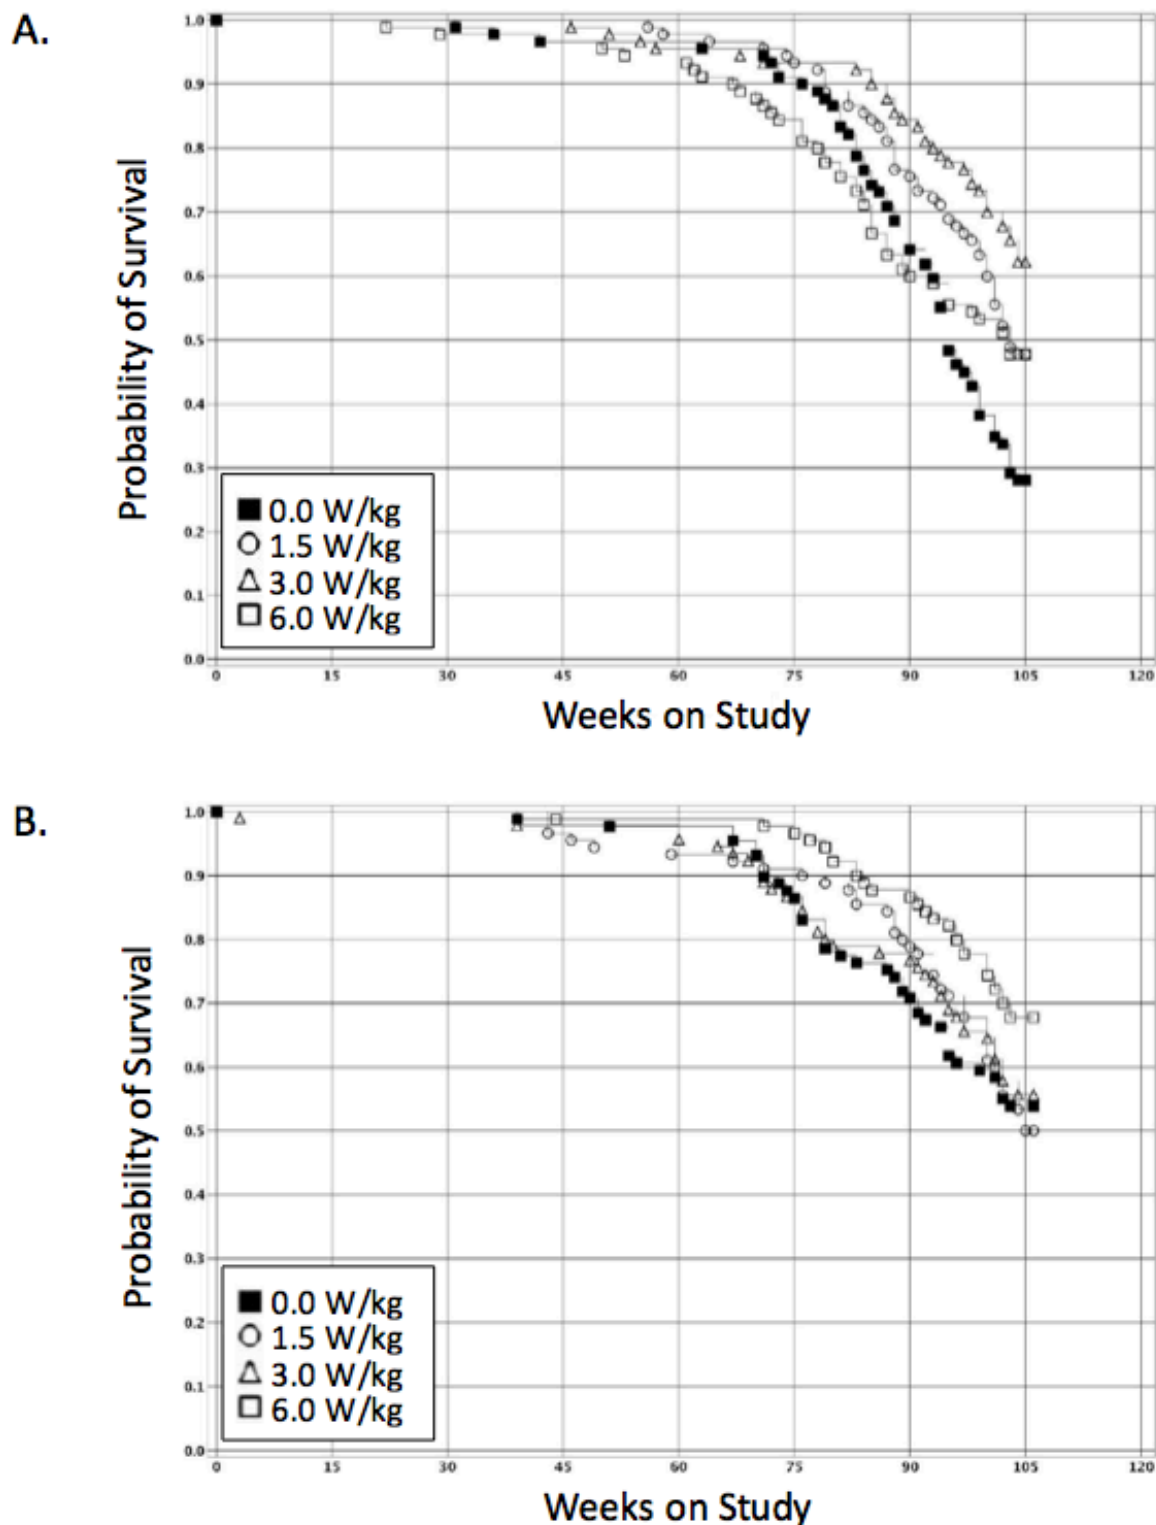 A.
Probability of Survival
1.0
0.9
0.8
0.7
0.6
0.5
0.4
0.3
0.2
0.1
0.0
0.0 W/kg
1.5 W/kg
3.0 W/kg
6.0 W/kg
0 15 30 45 60 75 90 105 120
Weeks on Study
B.
Probability of Survival
1.0
0.9
0.8
0.7
0.6
0.5
0.4
0.3
0.2
0.1
0.0
0.0 W/kg
1.5 W/kg
3.0 W/kg
6.0 W/kg
0 15 30 45 60 75 90 105 120
Weeks on Study